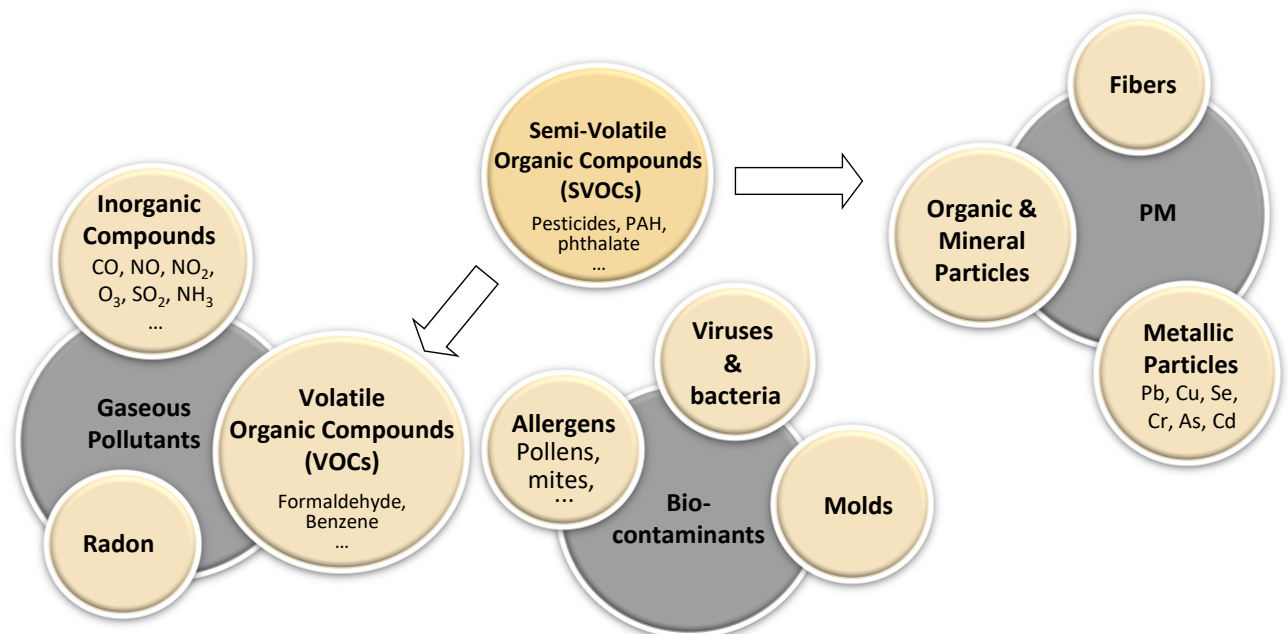 Fibers
Semi-Volatile
Organic Compounds
(SVOCs)
Pesticides, PAH,
phthalate
...
Organic &
Mineral
Particles
PM
Inorganic
Compounds
CO, NO, NO₂,
O₃, SO₂, NH₃
...
Metallic
Particles
Pb, Cu, Se,
Cr, As, Cd
Viruses
&
bacteria
Gaseous
Pollutants
Volatile
Organic Compounds
(VOCs)
Formaldehyde,
Benzene
...
Allergens
Pollens,
mites,
...
Radon
Bio-
contaminants
Molds